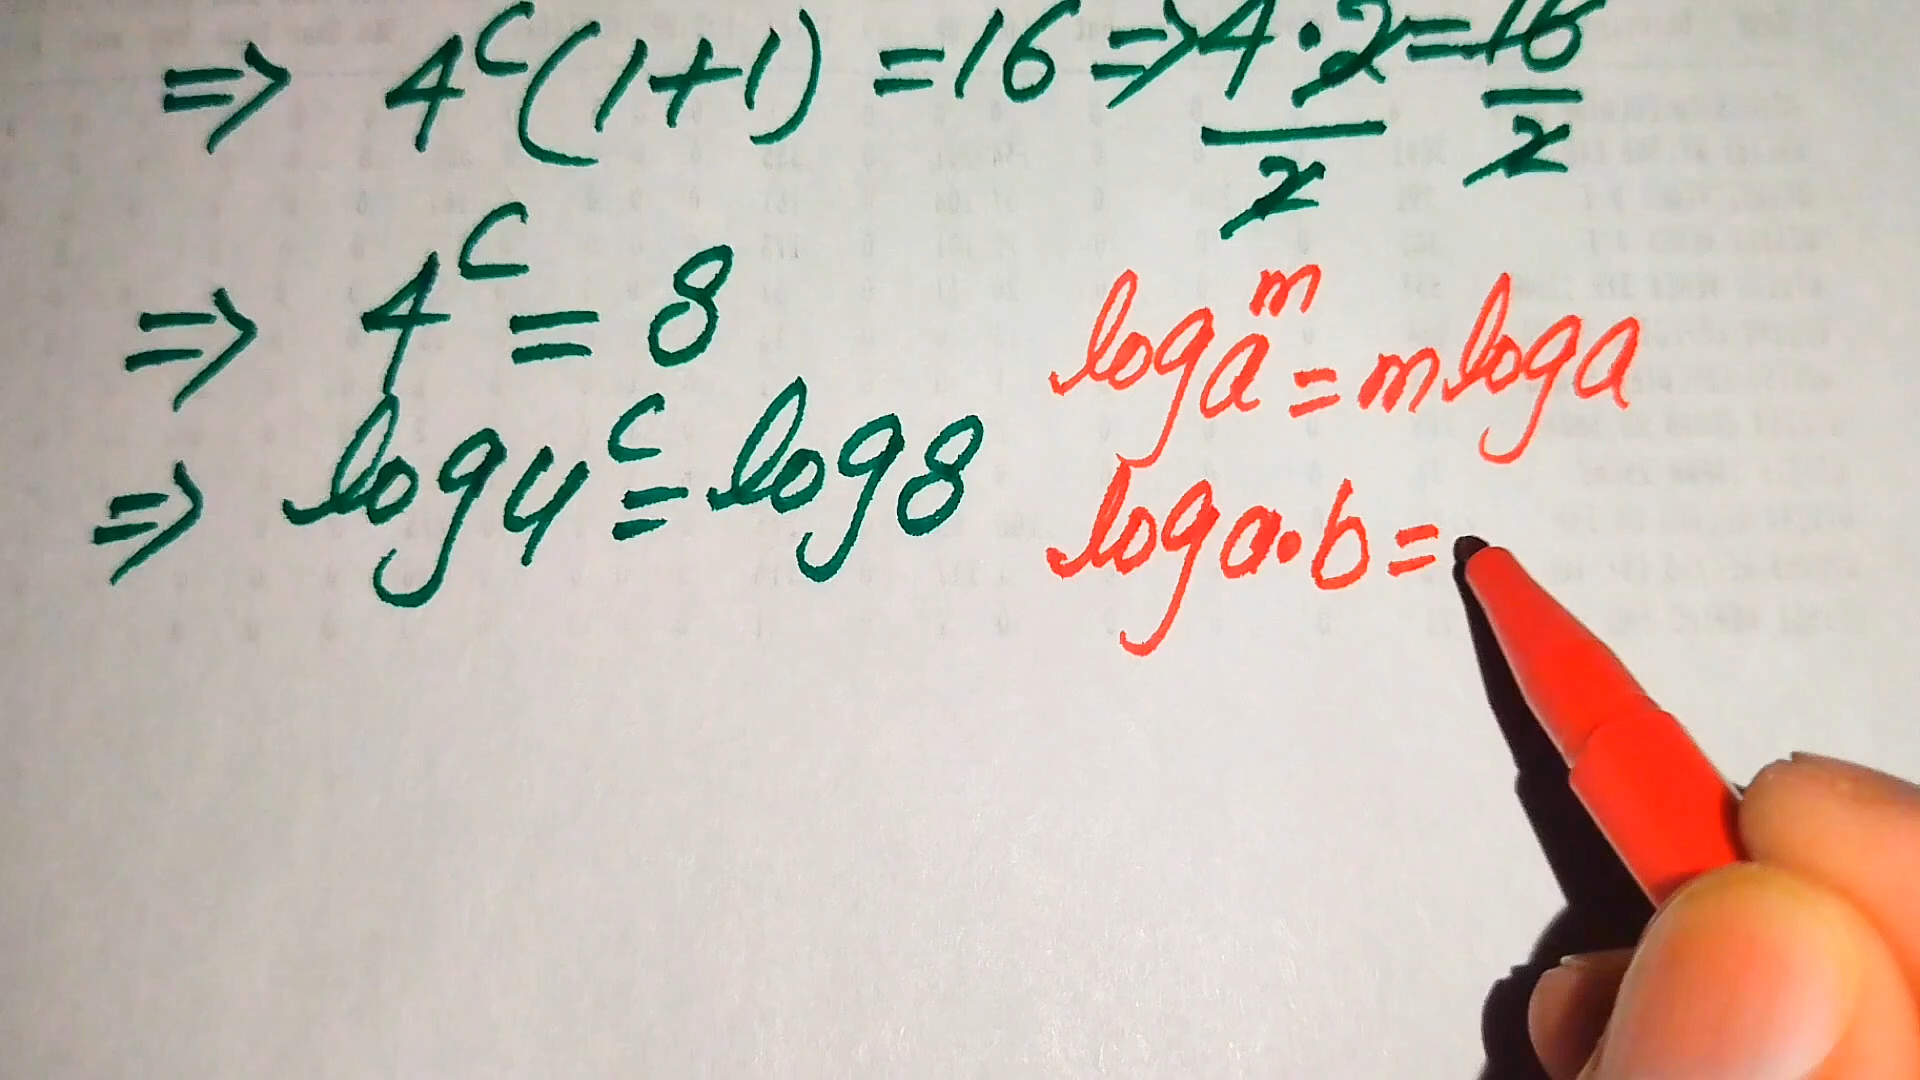 => 4^c (1+1) = 16 => 4·2/2 = 16/2
=> 4^c = 8
=> log 4^c = log 8
log a^m = m log a
log a·b =